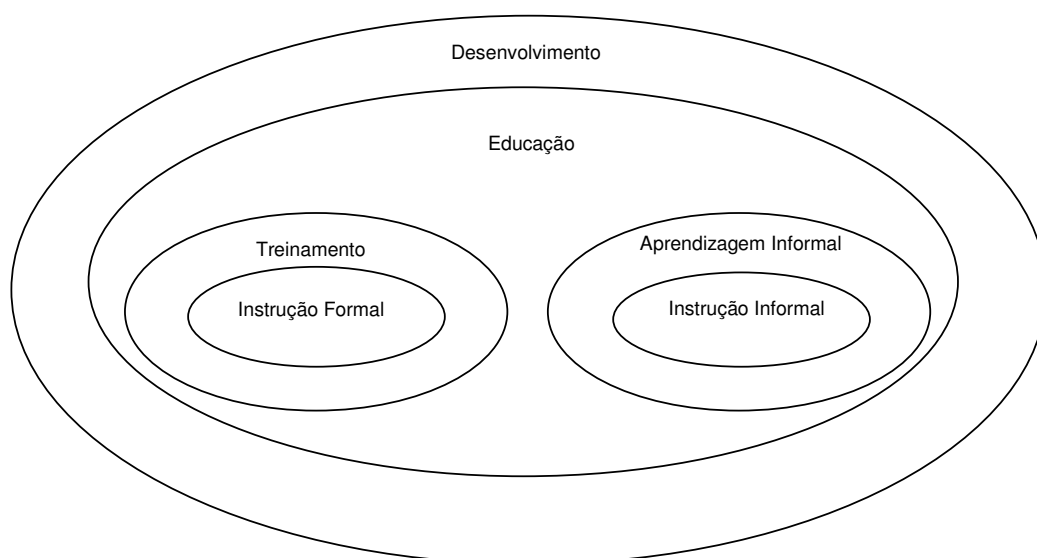 Desenvolvimento
Educação
Treinamento
Instrução Formal
Aprendizagem Informal
Instrução Informal